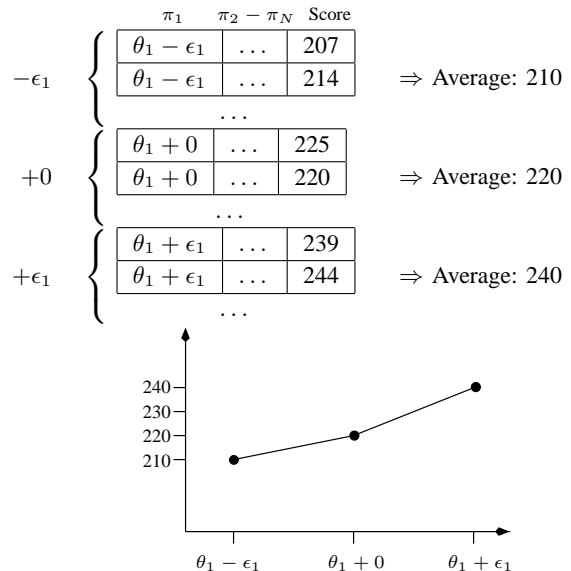 π₁ π₂ − π_N Score
θ₁ − ϵ₁ ... 207
−ϵ₁ { θ₁ − ϵ₁ ... 214 ⇒ Average: 210
...
θ₁ + 0 ... 225
+0 { θ₁ + 0 ... 220 ⇒ Average: 220
...
θ₁ + ϵ₁ ... 239
+ϵ₁ { θ₁ + ϵ₁ ... 244 ⇒ Average: 240
...
240
230
220
210
θ₁ − ϵ₁ θ₁ + 0 θ₁ + ϵ₁